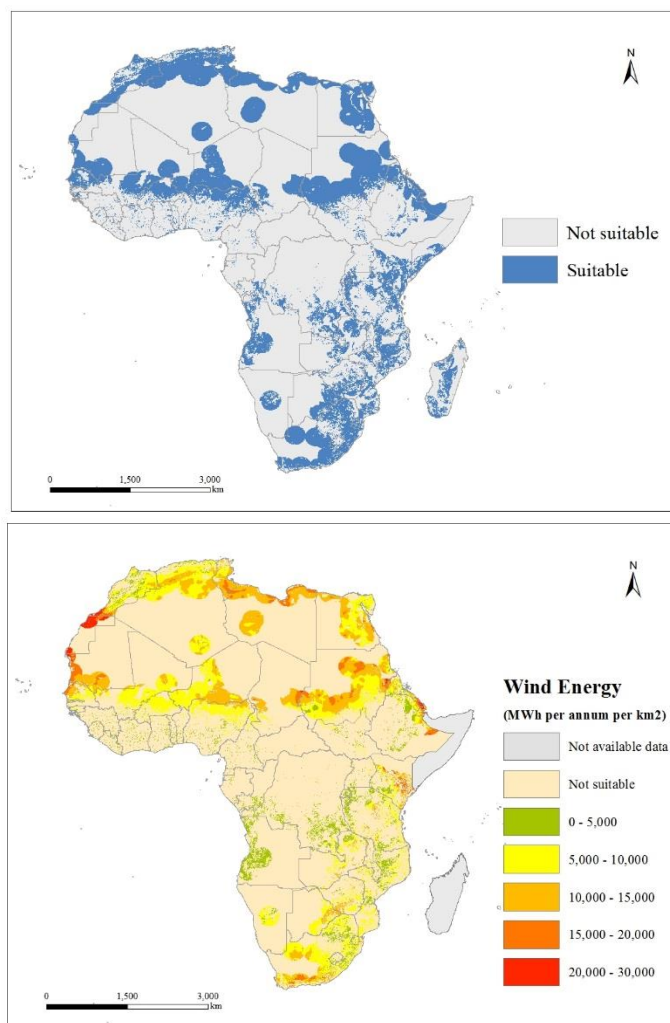 N
Not suitable
Suitable
0 1,500 3,000
km
N
Wind Energy
(MWh per annum per km2)
Not available data
Not suitable
0 - 5,000
5,000 - 10,000
10,000 - 15,000
15,000 - 20,000
20,000 - 30,000
0 1,500 3,000
km